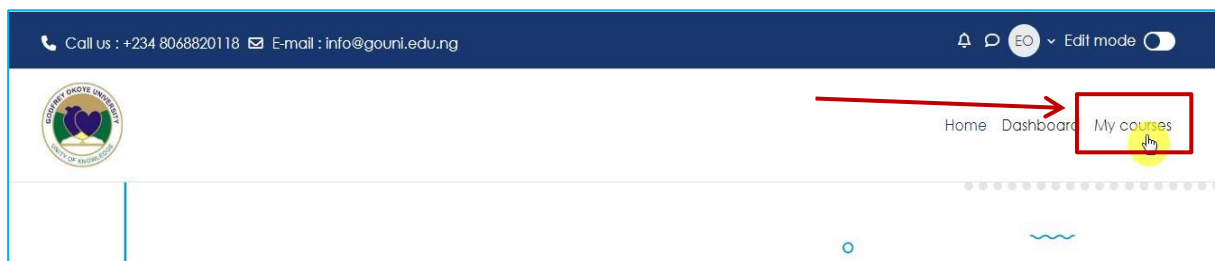 Call us : +234 8068820118 E-mail : info@gouni.edu.ng
EO Edit mode
GODFREY OKOYE UNIVERSITY
UNITY OF KNOWLEDGE
Home Dashboard My courses